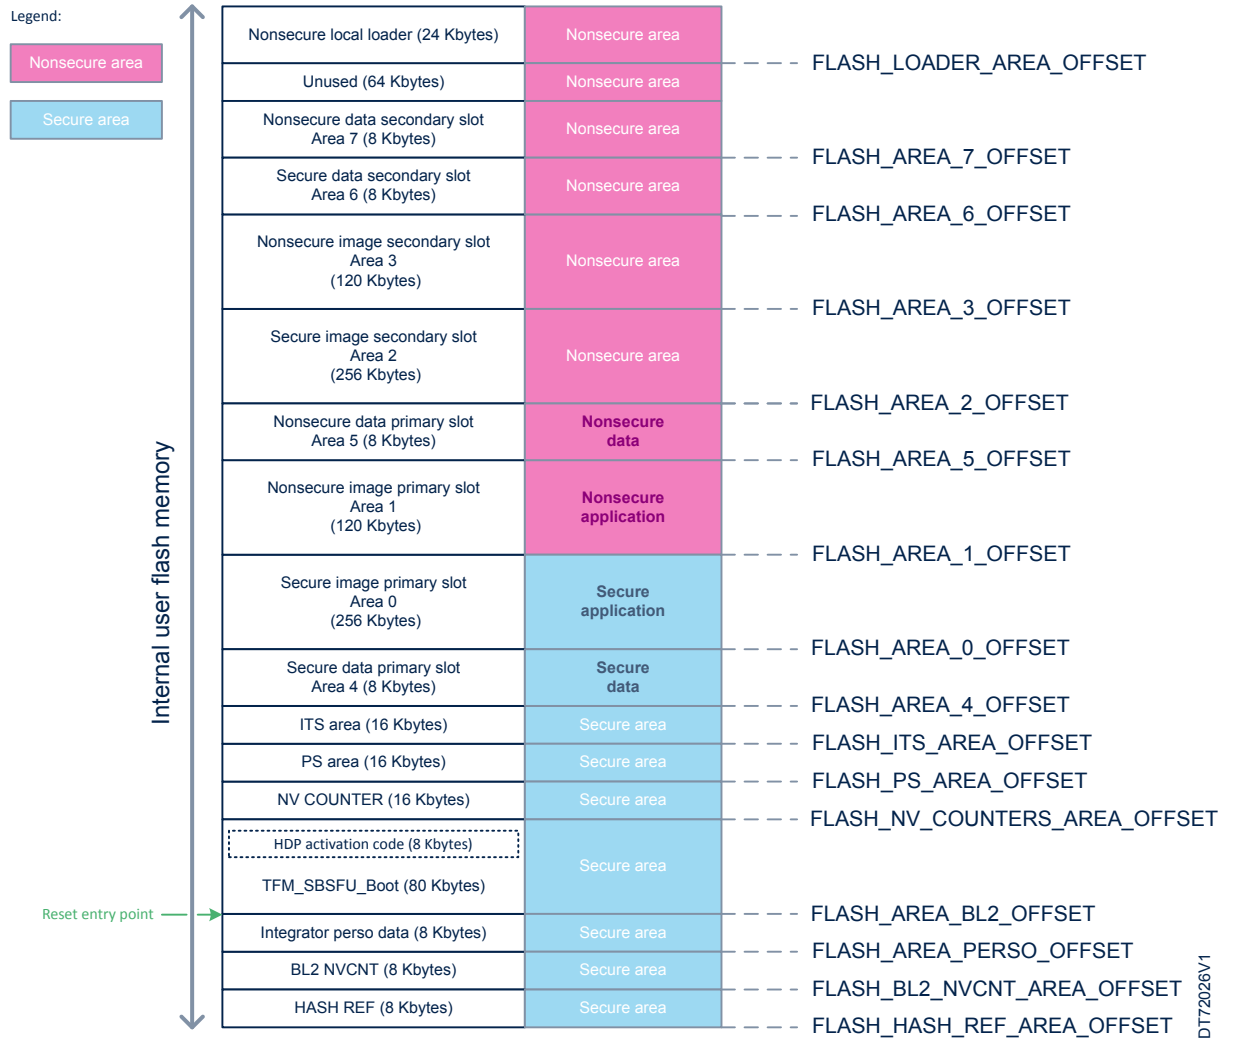 Legend:
Nonsecure area
Secure area
Internal user flash memory
Reset entry point
Nonsecure local loader (24 Kbytes)
Nonsecure area
FLASH_LOADER_AREA_OFFSET
Unused (64 Kbytes)
Nonsecure area
Nonsecure data secondary slot
Area 7 (8 Kbytes)
Nonsecure area
FLASH_AREA_7_OFFSET
Secure data secondary slot
Area 6 (8 Kbytes)
Nonsecure area
FLASH_AREA_6_OFFSET
Nonsecure image secondary slot
Area 3
(120 Kbytes)
Nonsecure area
FLASH_AREA_3_OFFSET
Secure image secondary slot
Area 2
(256 Kbytes)
Nonsecure area
FLASH_AREA_2_OFFSET
Nonsecure data primary slot
Area 5 (8 Kbytes)
Nonsecure
data
FLASH_AREA_5_OFFSET
Nonsecure image primary slot
Area 1
(120 Kbytes)
Nonsecure
application
FLASH_AREA_1_OFFSET
Secure image primary slot
Area 0
(256 Kbytes)
Secure
application
FLASH_AREA_0_OFFSET
Secure data primary slot
Area 4 (8 Kbytes)
Secure
data
FLASH_AREA_4_OFFSET
ITS area (16 Kbytes)
Secure area
FLASH_ITS_AREA_OFFSET
PS area (16 Kbytes)
Secure area
FLASH_PS_AREA_OFFSET
NV COUNTER (16 Kbytes)
Secure area
FLASH_NV_COUNTERS_AREA_OFFSET
HDP activation code (8 Kbytes)
TFM_SBSFU_Boot (80 Kbytes)
Secure area
FLASH_AREA_BL2_OFFSET
Integrator perso data (8 Kbytes)
Secure area
FLASH_AREA_PERSO_OFFSET
BL2 NVCNT (8 Kbytes)
Secure area
FLASH_BL2_NVCNT_AREA_OFFSET
HASH REF (8 Kbytes)
Secure area
FLASH_HASH_REF_AREA_OFFSET
DT72026V1